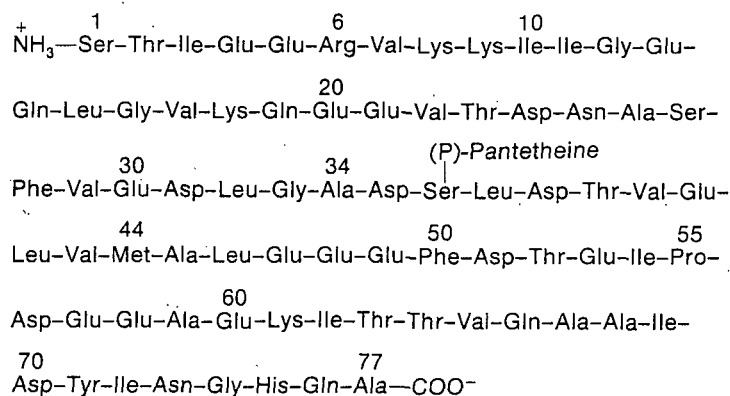 1 6 10
+NH₃—Ser–Thr–Ile–Glu–Glu–Arg–Val–Lys–Lys–Ile–Ile–Gly–Glu–
20
Gln–Leu–Gly–Val–Lys–Gln–Glu–Glu–Val–Thr–Asp–Asn–Ala–Ser–
30 34 (P)-Pantetheine
Phe–Val–Glu–Asp–Leu–Gly–Ala–Asp–Ser–Leu–Asp–Thr–Val–Glu–
44 50 55
Leu–Val–Met–Ala–Leu–Glu–Glu–Glu–Phe–Asp–Thr–Glu–Ile–Pro–
60
Asp–Glu–Glu–Ala–Glu–Lys–Ile–Thr–Thr–Val–Gln–Ala–Ala–Ile–
70 77
Asp–Tyr–Ile–Asn–Gly–His–Gln–Ala—COO⁻